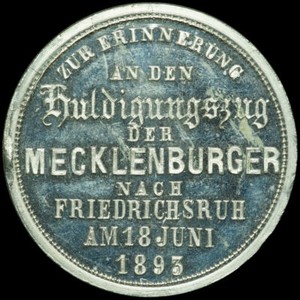 ZUR ERINNERUNG
AN DEN
Huldigungszug
DER
MECKLENBURGER
NACH
FRIEDRICHSRUH
AM 18 JUNI
1893